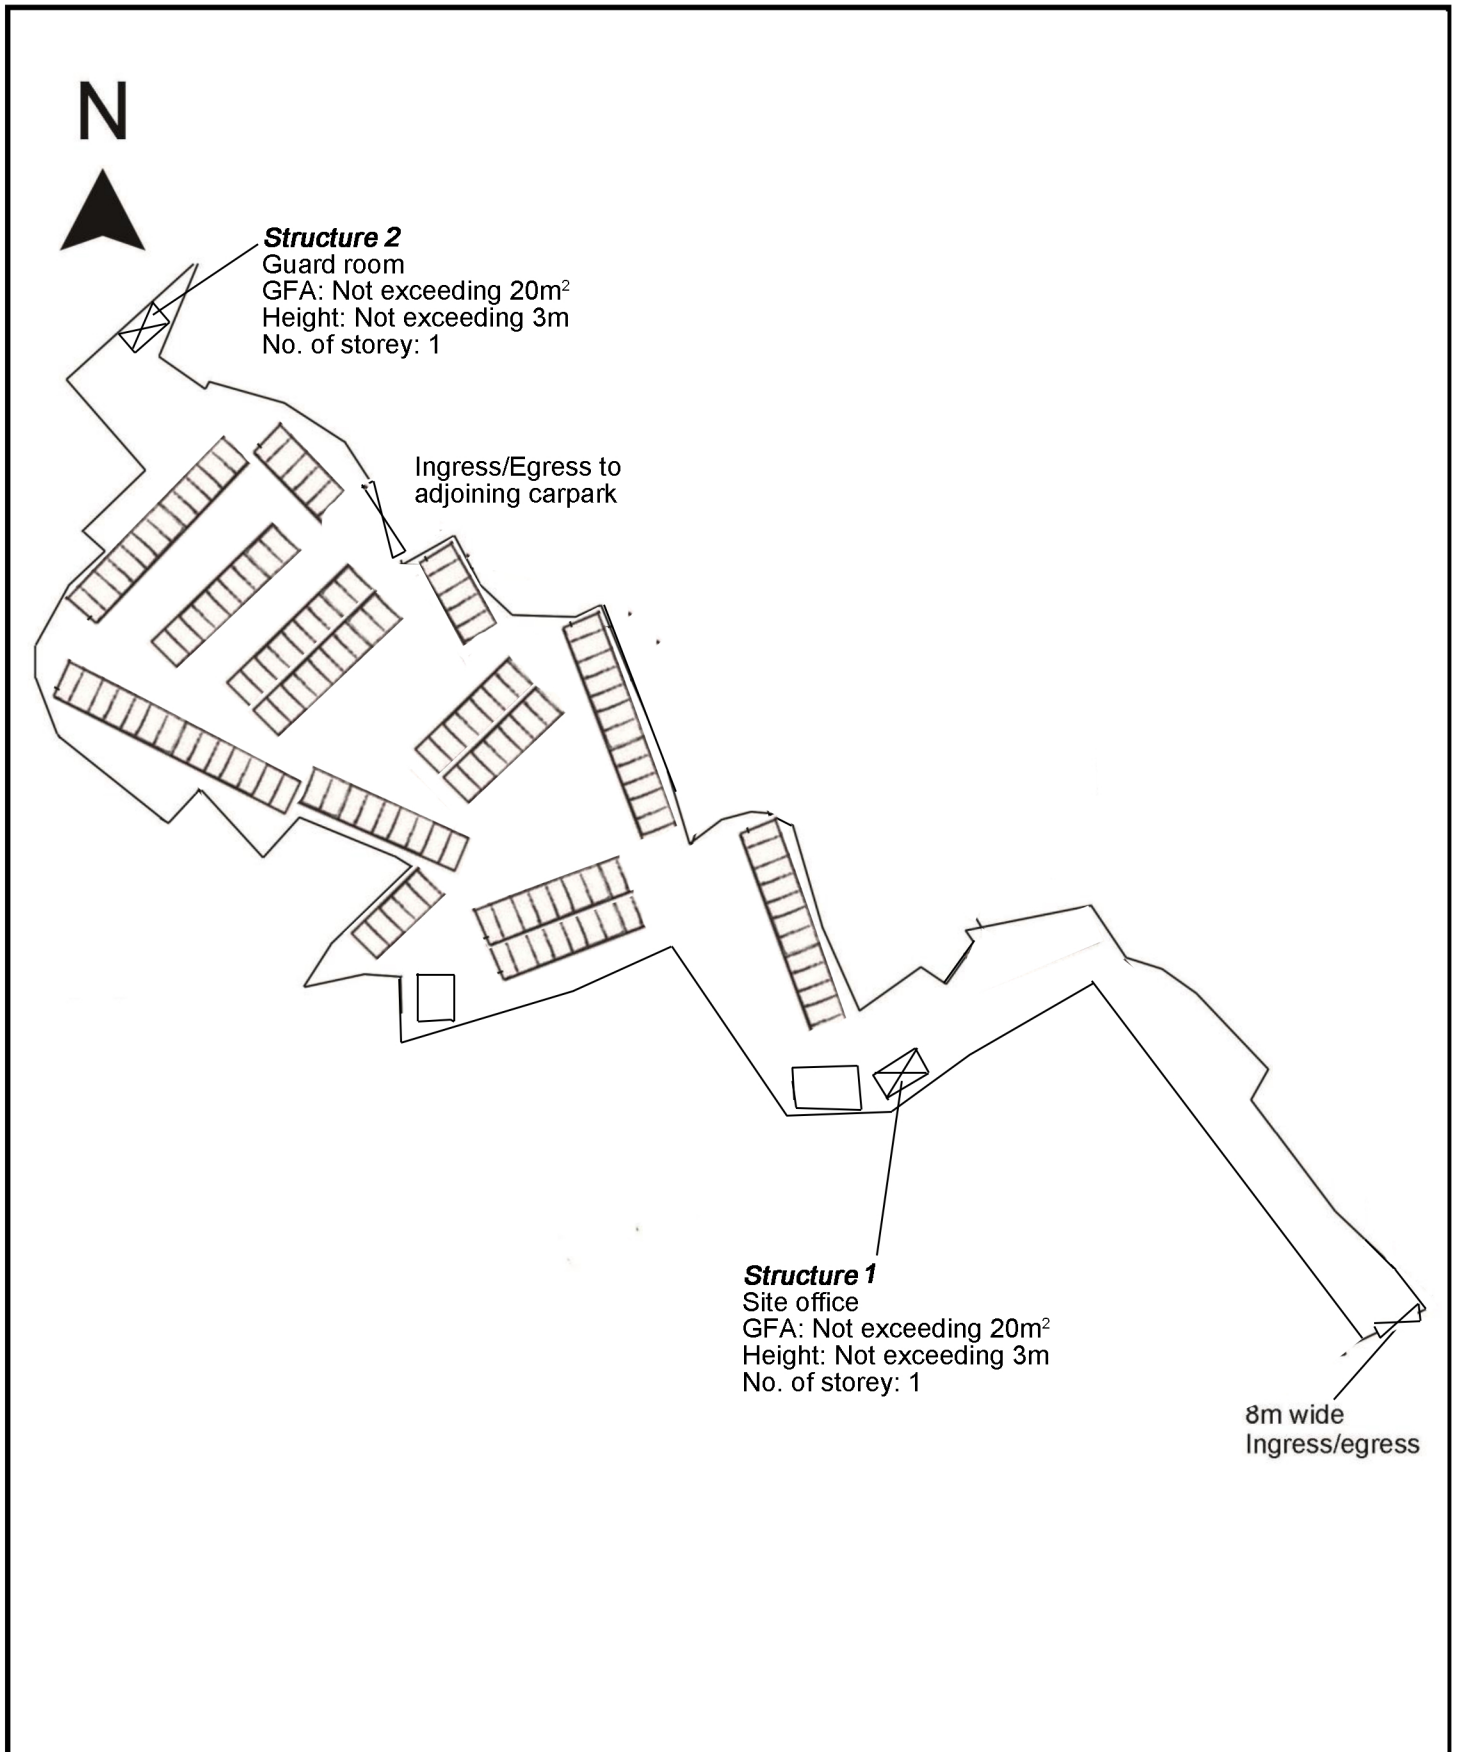 N
Structure 2
Guard room
GFA: Not exceeding 20m²
Height: Not exceeding 3m
No. of storey: 1
Ingress/Egress to
adjoining carpark
Structure 1
Site office
GFA: Not exceeding 20m²
Height: Not exceeding 3m
No. of storey: 1
8m wide
Ingress/egress